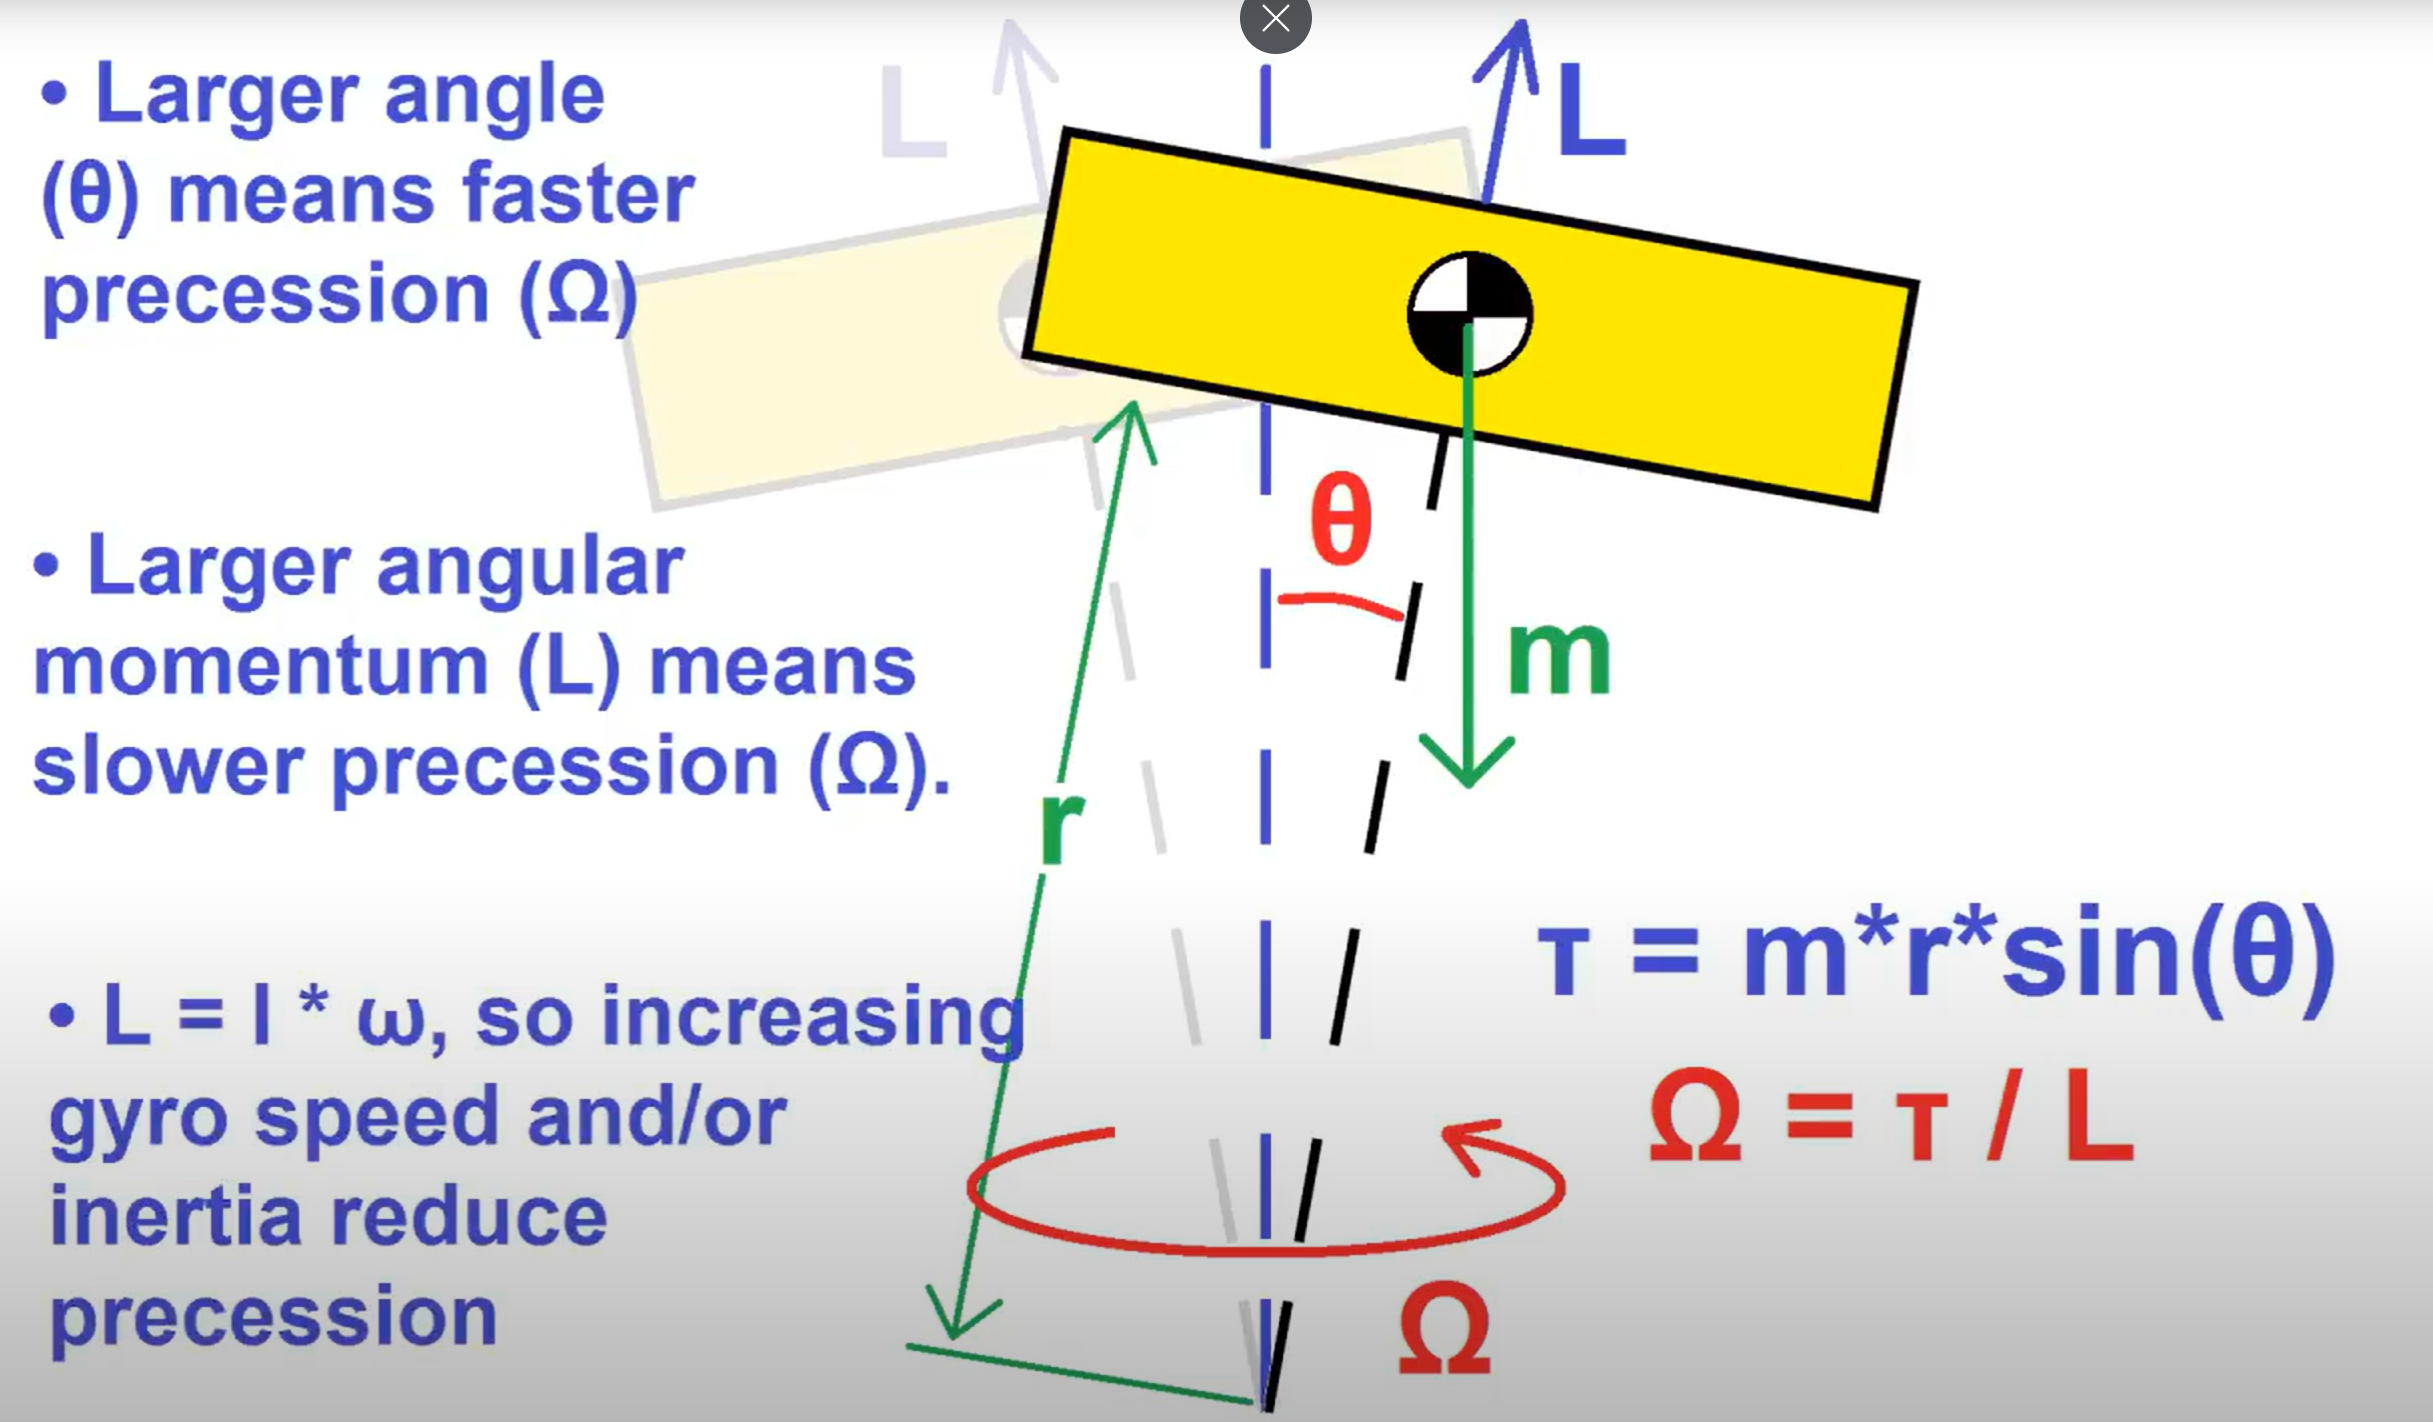 • Larger angle
(θ) means faster
precession (Ω)
• Larger angular
momentum (L) means
slower precession (Ω).
• L = I * ω, so increasing
gyro speed and/or
inertia reduce
precession
L
L
θ
m
r
τ = m*r*sin(θ)
Ω = τ / L
Ω